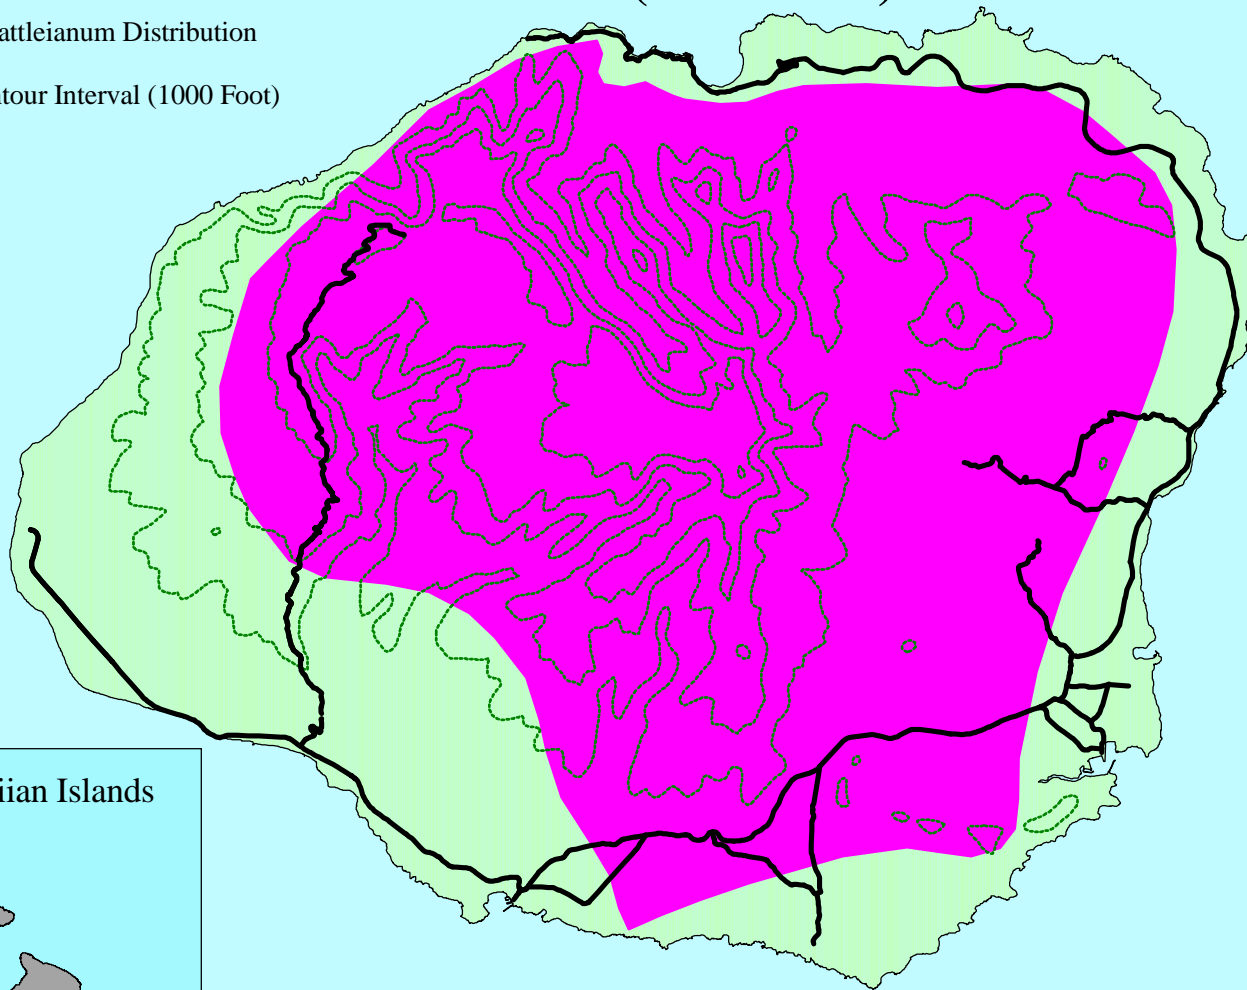 attleianum Distribution
ntour Interval (1000 Foot)
iian Islands